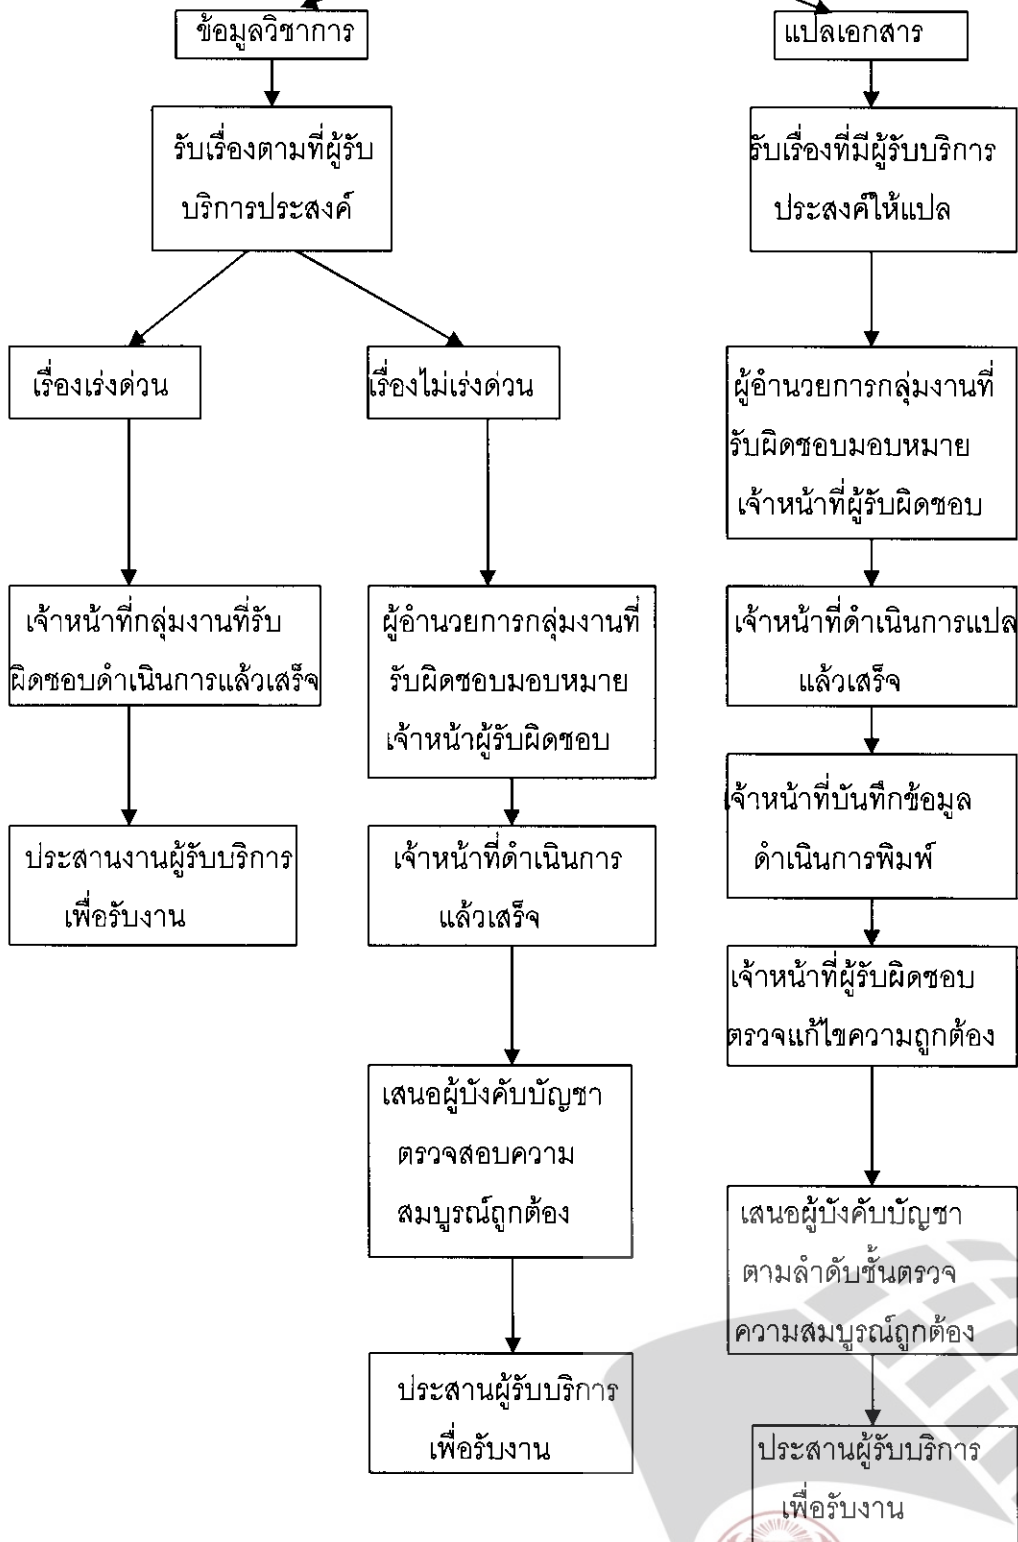 ข้อมูลวิชาการ
รับเรื่องตามที่ผู้รับ
บริการประสงค์
เรื่องเร่งด่วน
เจ้าหน้าที่กลุ่มงานที่รับ
ผิดชอบดำเนินการแล้วเสร็จ
ประสานงานผู้รับบริการ
เพื่อรับงาน
เรื่องไม่เร่งด่วน
ผู้อำนวยการกลุ่มงานที่
รับผิดชอบมอบหมาย
เจ้าหน้าผู้รับผิดชอบ
เจ้าหน้าที่ดำเนินการ
แล้วเสร็จ
เสนอผู้บังคับบัญชา
ตรวจสอบความ
สมบูรณ์ถูกต้อง
ประสานผู้รับบริการ
เพื่อรับงาน
แปลเอกสาร
รับเรื่องที่มีผู้รับบริการ
ประสงค์ให้แปล
ผู้อำนวยการกลุ่มงานที่
รับผิดชอบมอบหมาย
เจ้าหน้าที่ผู้รับผิดชอบ
เจ้าหน้าที่ดำเนินการแปล
แล้วเสร็จ
เจ้าหน้าที่บันทึกข้อมูล
ดำเนินการพิมพ์
เจ้าหน้าที่ผู้รับผิดชอบ
ตรวจแก้ไขความถูกต้อง
เสนอผู้บังคับบัญชา
ตามลำดับชั้นตรวจ
ความสมบูรณ์ถูกต้อง
ประสานผู้รับบริการ
เพื่อรับงาน